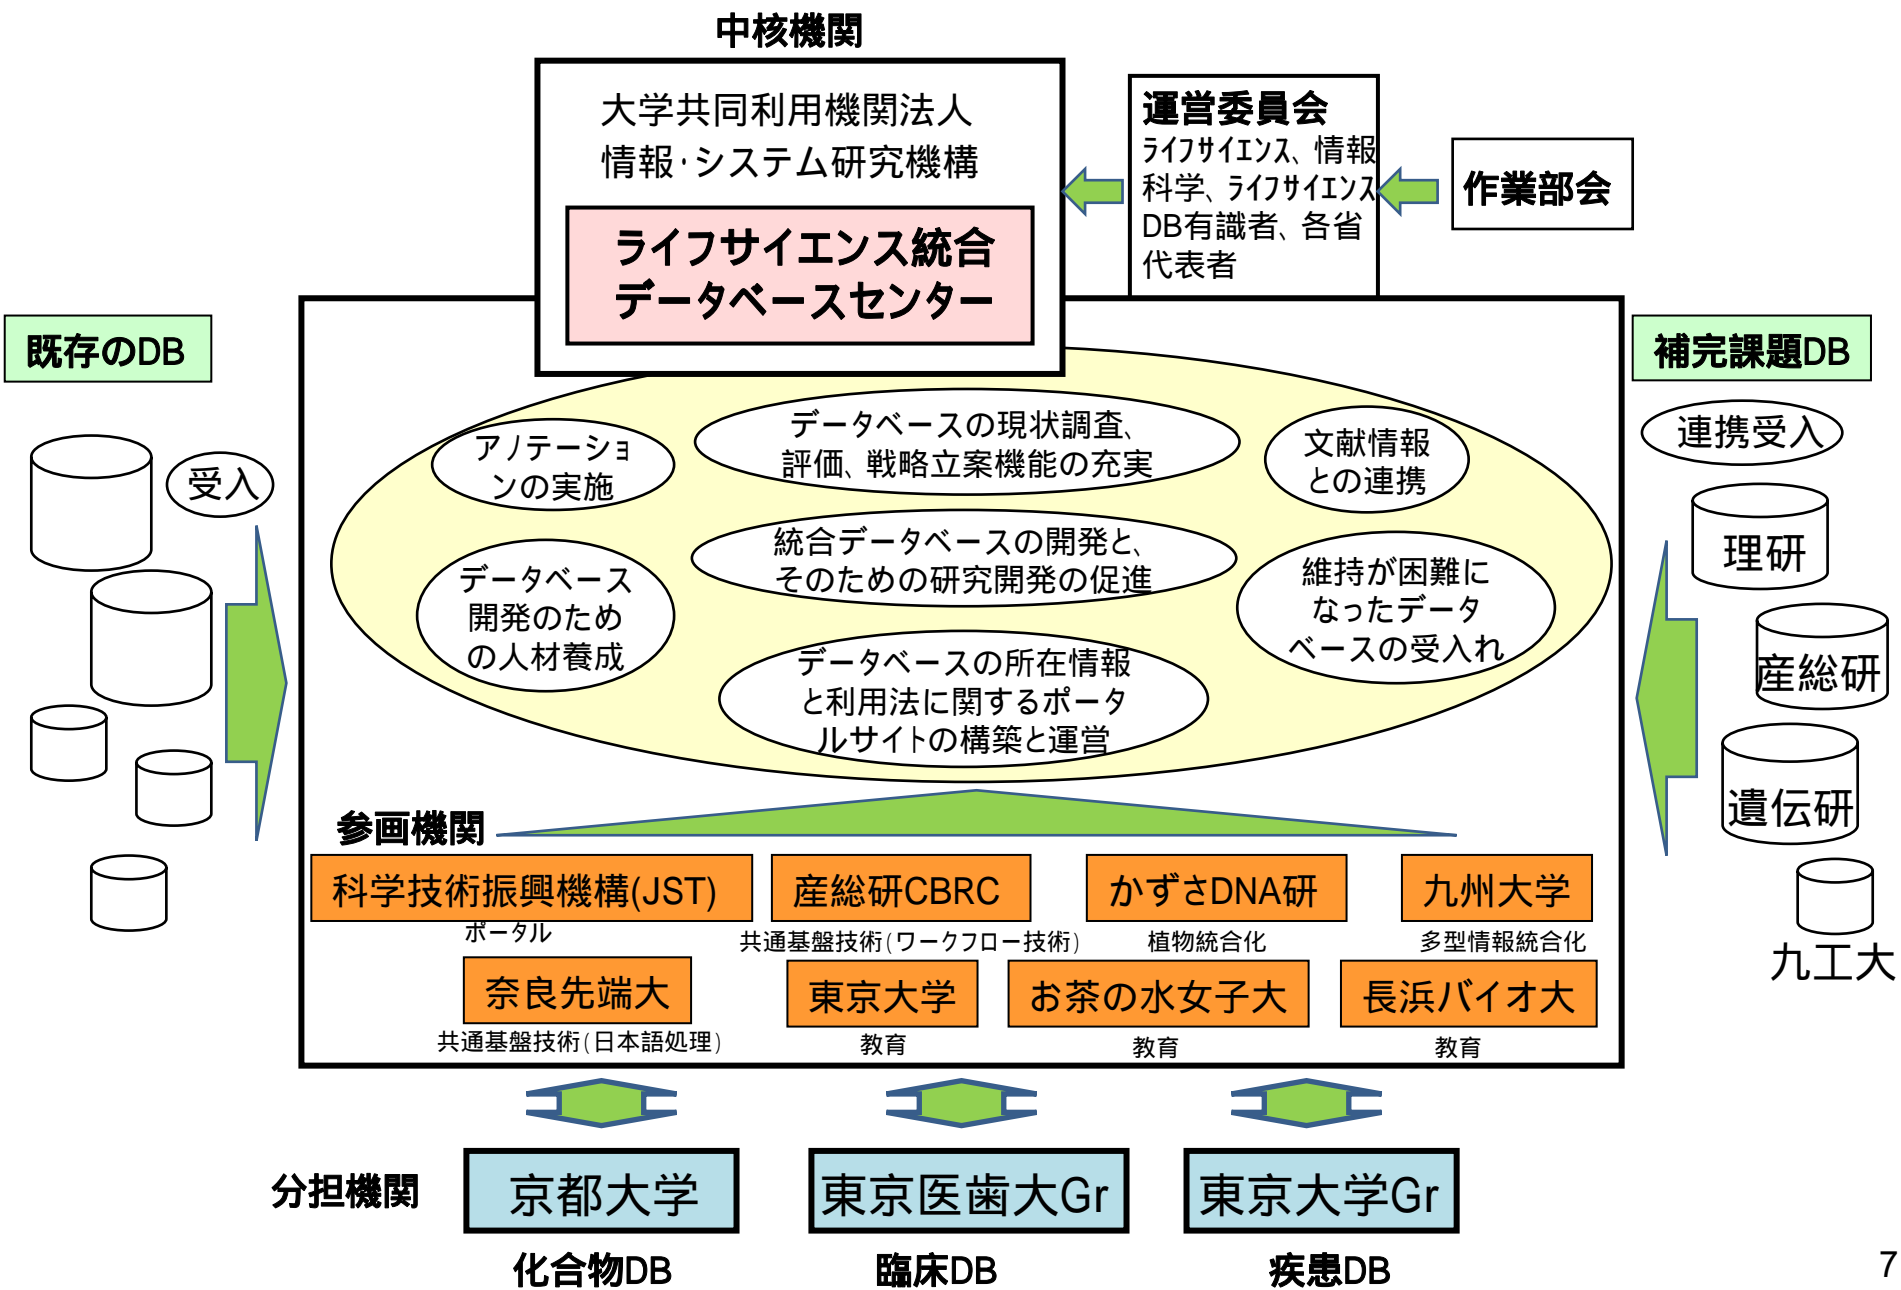 中核機関
大学共同利用機関法人
情報・システム研究機構
ライフサイエンス統合
データベースセンター
運営委員会
ﾗｲﾌｻｲｴﾝｽ、情報
科学、ﾗｲﾌｻｲｴﾝｽ
DB有識者、各省
代表者
作業部会
既存のDB
受入
補完課題DB
連携受入
理研
産総研
遺伝研
九工大
アノテーショ
ンの実施
データベースの現状調査、
評価、戦略立案機能の充実
文献情報
との連携
データベース
開発のため
の人材養成
統合データベースの開発と、
そのための研究開発の促進
維持が困難に
なったデータ
ベースの受入れ
データベースの所在情報
と利用法に関するポータ
ルサイトの構築と運営
参画機関
科学技術振興機構(JST)
ポータル
産総研CBRC
共通基盤技術(ワークフロー技術)
かずさDNA研
植物統合化
九州大学
多型情報統合化
奈良先端大
共通基盤技術(日本語処理)
東京大学
教育
お茶の水女子大
教育
長浜バイオ大
教育
分担機関
京都大学
化合物DB
東京医歯大Gr
臨床DB
東京大学Gr
疾患DB
7